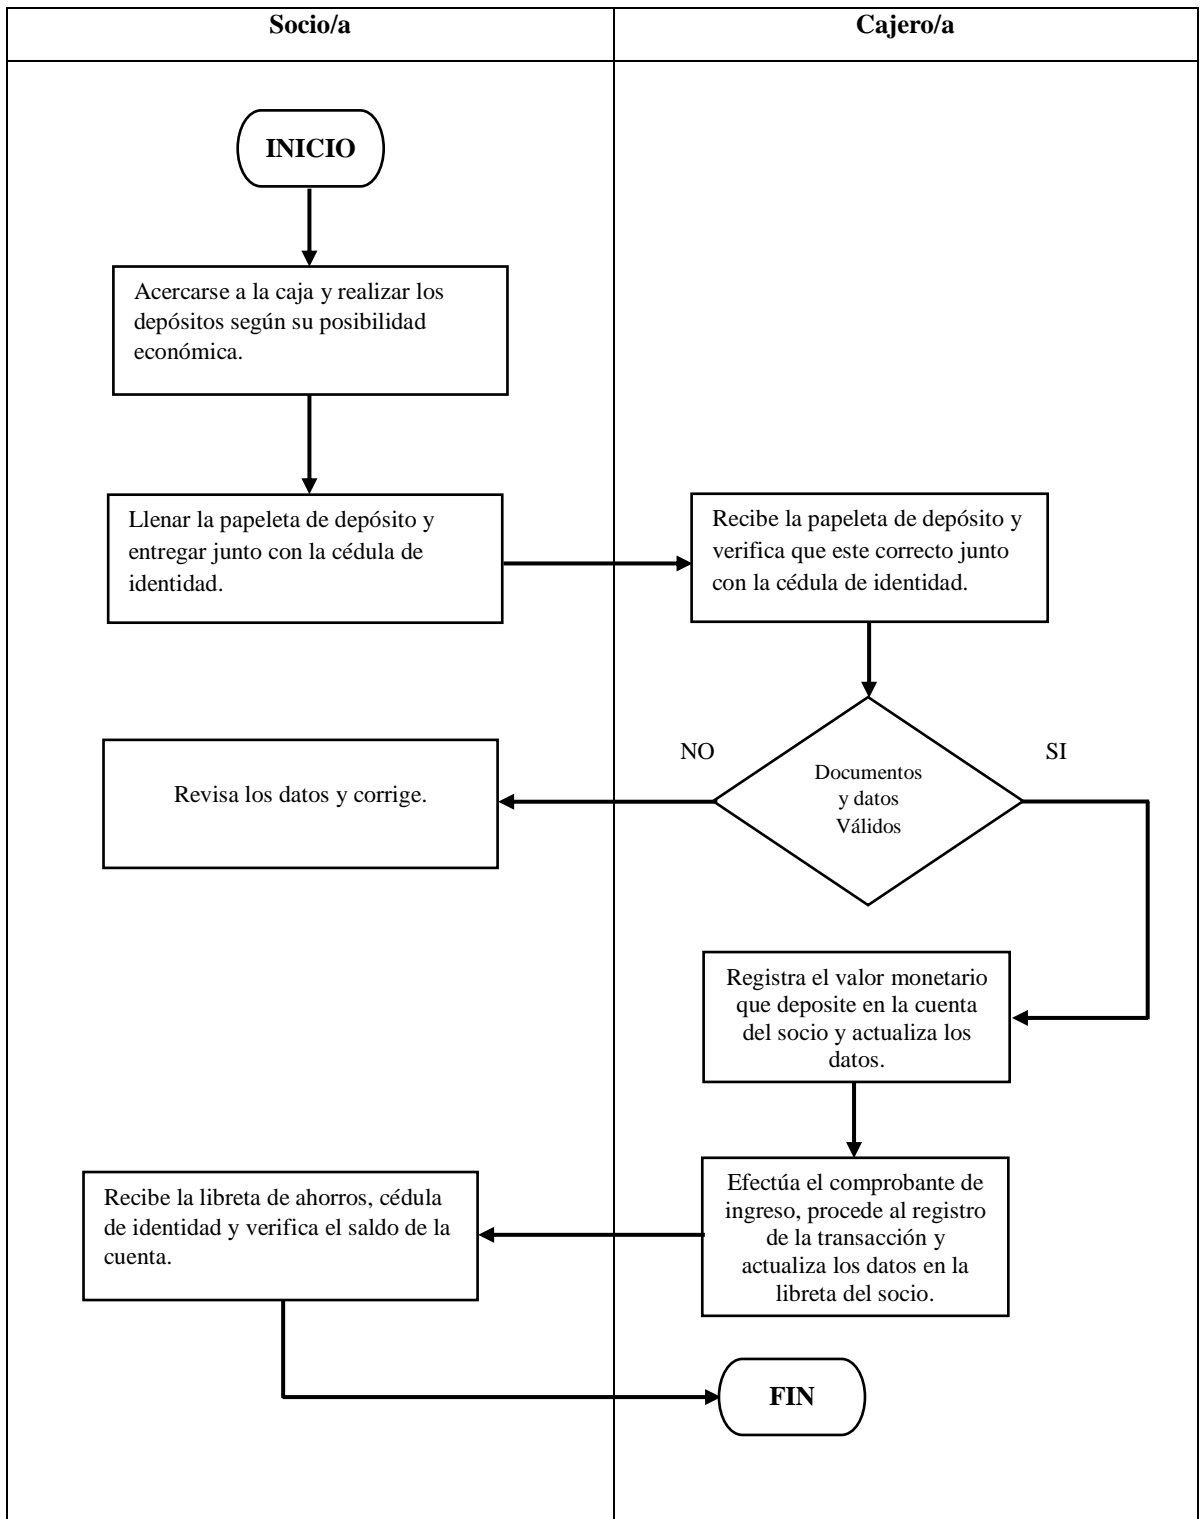 Socio/a
Cajero/a
INICIO
Acercarse a la caja y realizar los
depósitos según su posibilidad
económica.
Llenar la papeleta de depósito y
entregar junto con la cédula de
identidad.
Recibe la papeleta de depósito y
verifica que este correcto junto
con la cédula de identidad.
NO
SI
Documentos
y datos
Válidos
Revisa los datos y corrige.
Registra el valor monetario
que deposite en la cuenta
del socio y actualiza los
datos.
Efectúa el comprobante de
ingreso, procede al registro
de la transacción y
actualiza los datos en la
libreta del socio.
Recibe la libreta de ahorros, cédula
de identidad y verifica el saldo de la
cuenta.
FIN